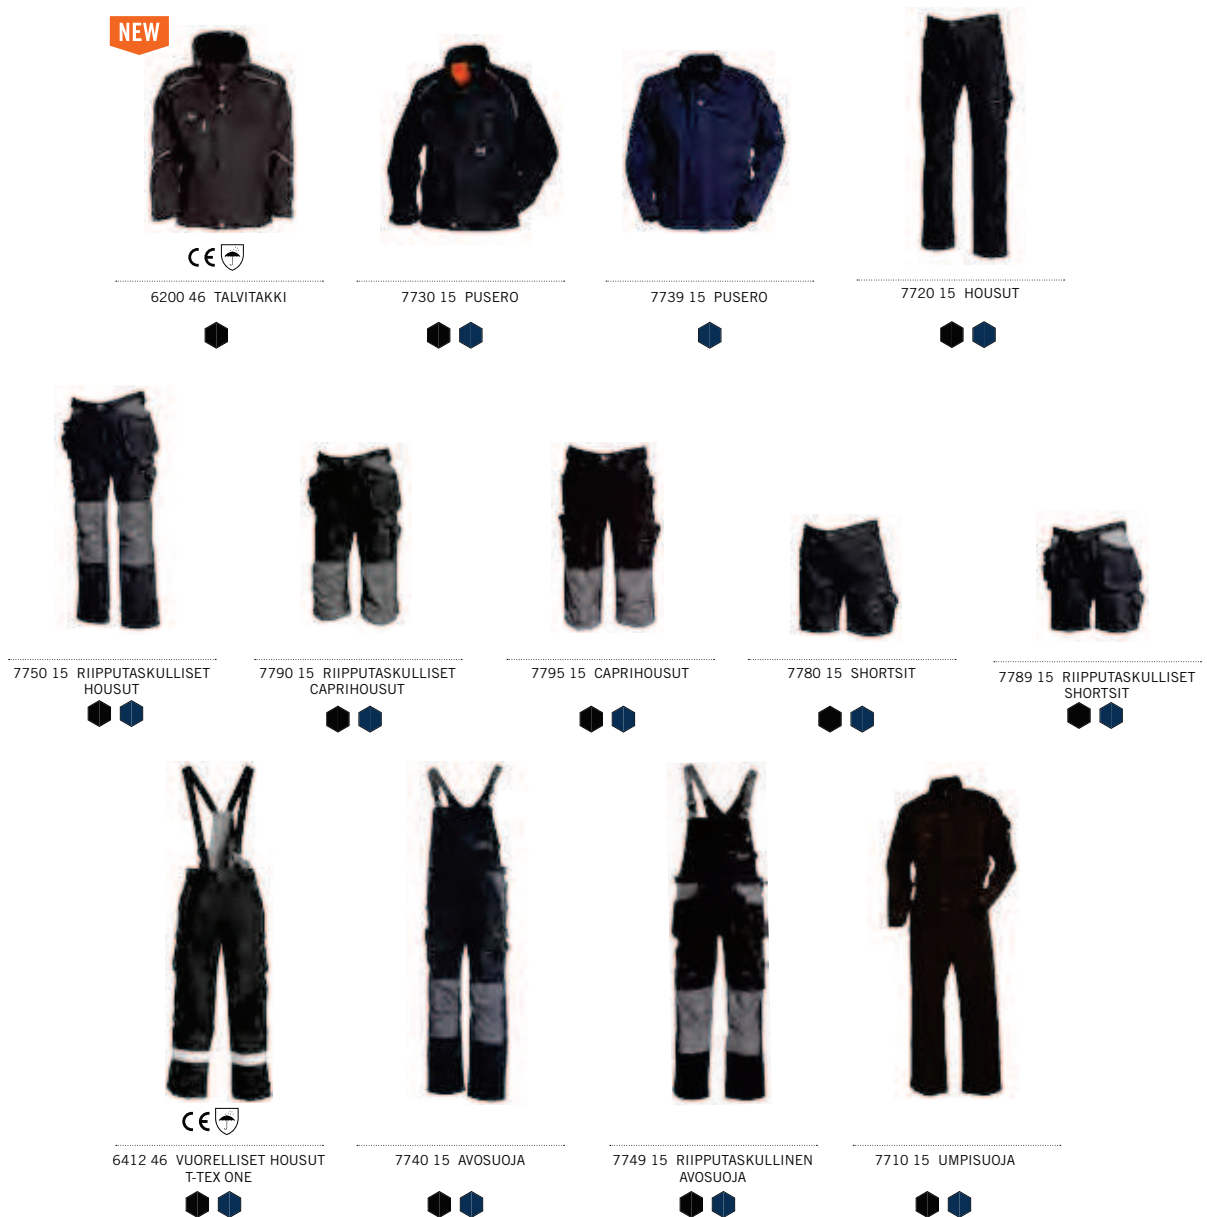 NEW
CE
6200 46 TALVITAKKI
7730 15 PUSERO
7739 15 PUSERO
7720 15 HOUSUT
7750 15 RIIPPUTASKULLISET
HOUSUT
7790 15 RIIPPUTASKULLISET
CAPRIHOUSUT
7795 15 CAPRIHOUSUT
7780 15 SHORTSIT
7789 15 RIIPPUTASKULLISET
SHORTSIT
CE
6412 46 VUORELLISET HOUSUT
T-TEX ONE
7740 15 AVOSUOJA
7749 15 RIIPPUTASKULLINEN
AVOSUOJA
7710 15 UMPISUOJA